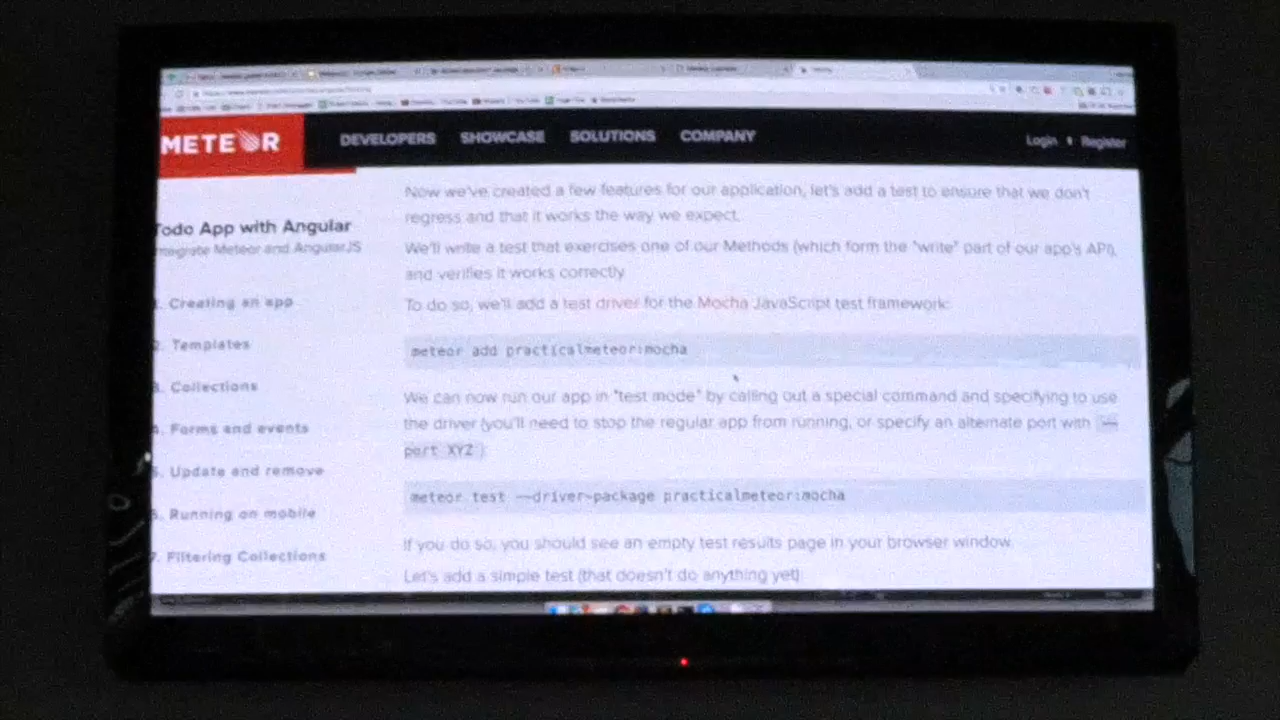 METEOR
DEVELOPERS SHOWCASE SOLUTIONS COMPANY
Login Register
Todo App with Angular
Integrate Meteor and AngularJS
1. Creating an app
2. Templates
3. Collections
4. Forms and events
5. Update and remove
6. Running on mobile
7. Filtering Collections
Now we've created a few features for our application, let's add a test to ensure that we don't
regress and that it works the way we expect.
We'll write a test that exercises one of our Methods (which form the "write" part of our app's API),
and verifies it works correctly.
To do so, we'll add a test driver for the Mocha JavaScript test framework:
meteor add practicalmeteor:mocha
We can now run our app in "test mode" by calling out a special command and specifying to use
the driver (you'll need to stop the regular app from running, or specify an alternate port with --
port XYZ ):
meteor test --driver-package practicalmeteor:mocha
If you do so, you should see an empty test results page in your browser window.
Let's add a simple test (that doesn't do anything yet):